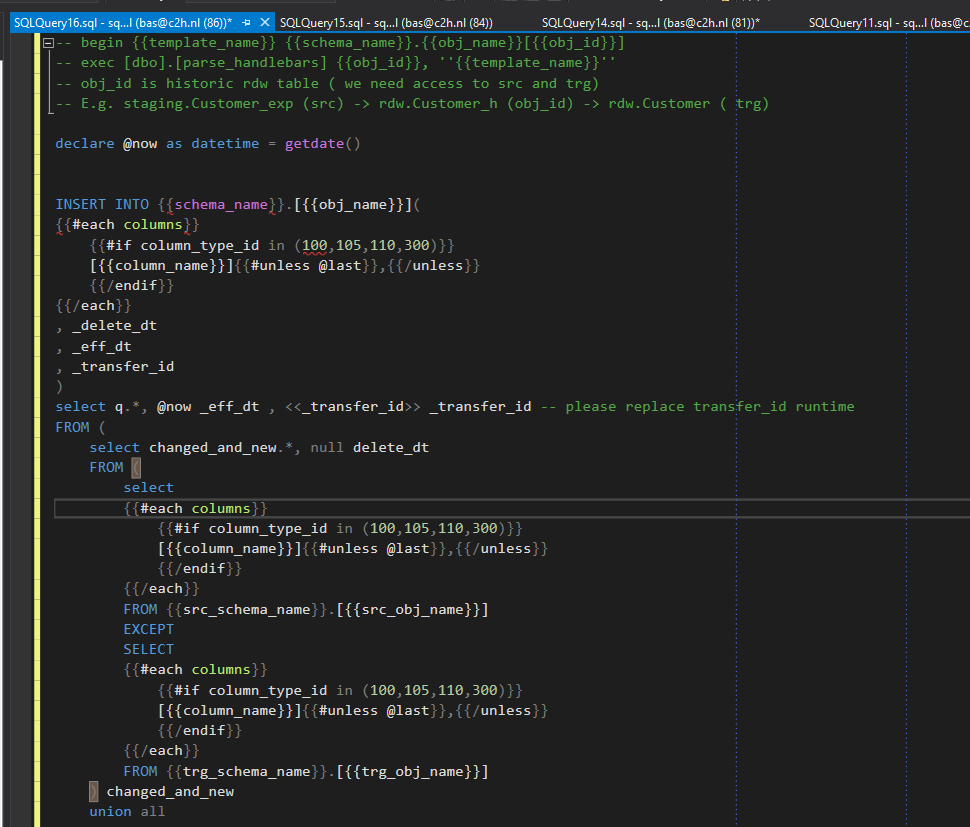 SQLQuery16.sql - sq...l (bas@c2h.nl (86))* SQLQuery15.sql - sq...l (bas@c2h.nl (84)) SQLQuery14.sql - sq...l (bas@c2h.nl (81))* SQLQuery11.sql - sq...l (bas@c
-- begin {{template_name}} {{schema_name}}.{{obj_name}}[{{obj_id}}]
-- exec [dbo].[parse_handlebars] {{obj_id}}, ''{{template_name}}''
-- obj_id is historic rdw table ( we need access to src and trg)
-- E.g. staging.Customer_exp (src) -> rdw.Customer_h (obj_id) -> rdw.Customer ( trg)
declare @now as datetime = getdate()
INSERT INTO {{schema_name}}.[{{obj_name}}](
{{#each columns}}
{{#if column_type_id in (100,105,110,300)}}
[{{column_name}}]{{#unless @last}},{{/unless}}
{{/endif}}
{{/each}}
, _delete_dt
, _eff_dt
, _transfer_id
)
select q.*, @now _eff_dt , <<_transfer_id>> _transfer_id -- please replace transfer_id runtime
FROM (
select changed_and_new.*, null delete_dt
FROM (
select
{{#each columns}}
{{#if column_type_id in (100,105,110,300)}}
[{{column_name}}]{{#unless @last}},{{/unless}}
{{/endif}}
{{/each}}
FROM {{src_schema_name}}.[{{src_obj_name}}]
EXCEPT
SELECT
{{#each columns}}
{{#if column_type_id in (100,105,110,300)}}
[{{column_name}}]{{#unless @last}},{{/unless}}
{{/endif}}
{{/each}}
FROM {{trg_schema_name}}.[{{trg_obj_name}}]
) changed_and_new
union all